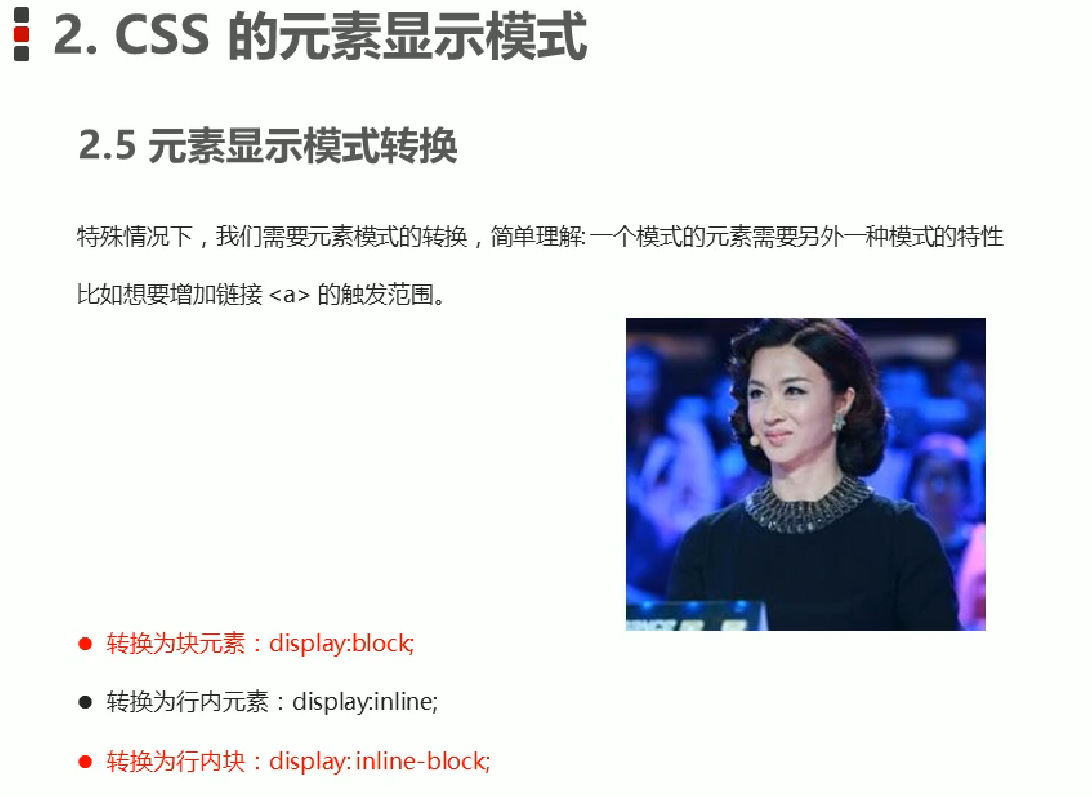 2. CSS 的元素显示模式
2.5 元素显示模式转换
特殊情况下，我们需要元素模式的转换，简单理解: 一个模式的元素需要另外一种模式的特性
比如想要增加链接 <a> 的触发范围。
● 转换为块元素：display:block;
● 转换为行内元素：display:inline;
● 转换为行内块：display: inline-block;